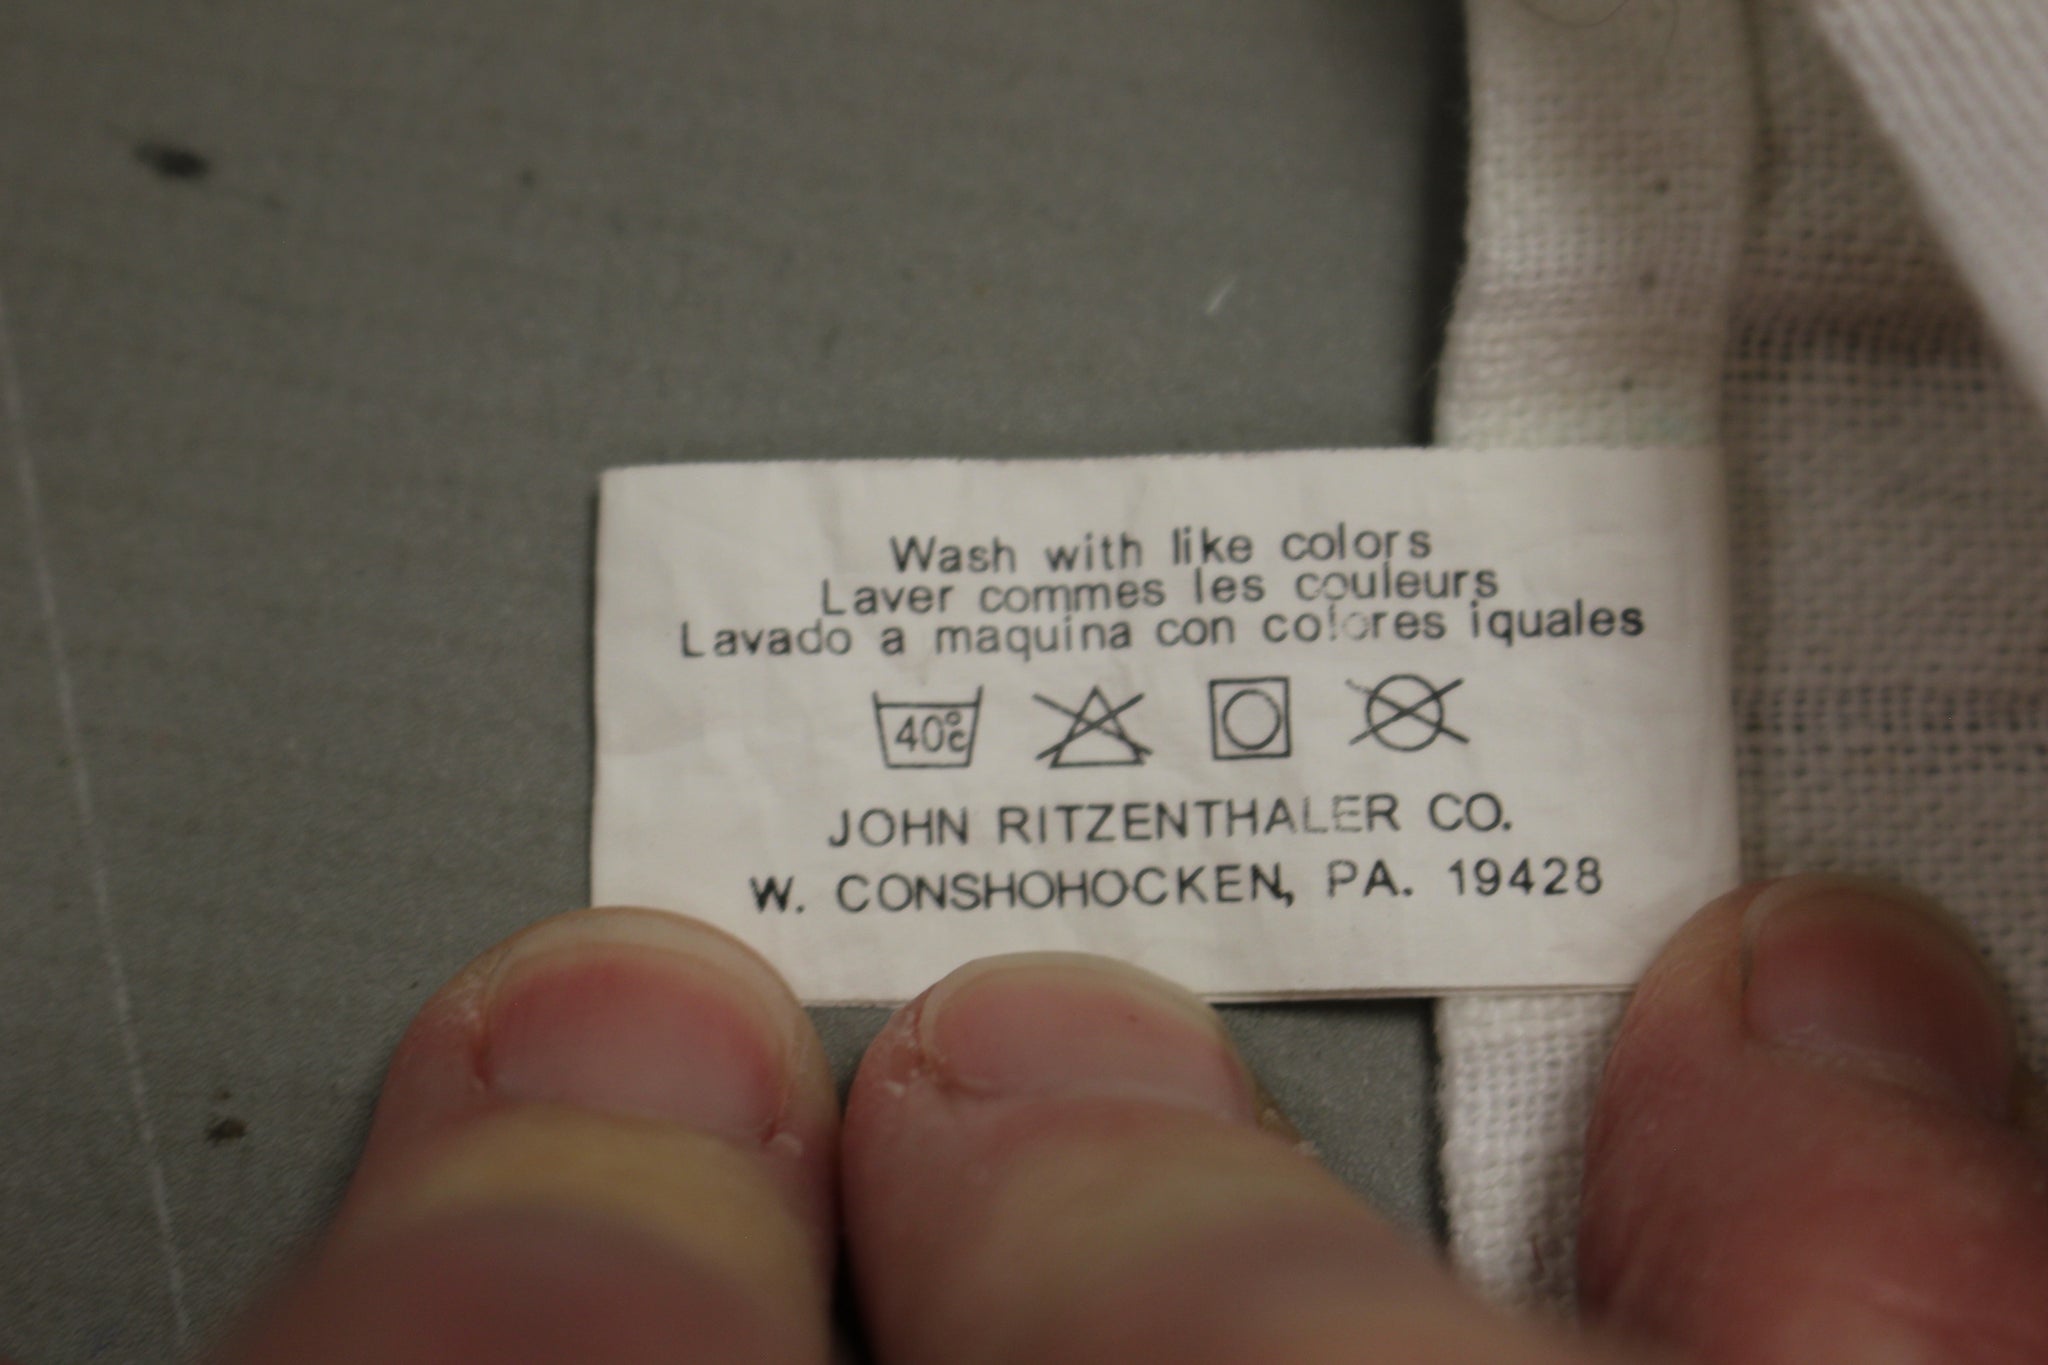 Wash with like colors
Laver commes les couleurs
Lavado a maquina con colores iquales
40°c
JOHN RITZENTHALER CO.
W. CONSHOHOCKEN, PA. 19428